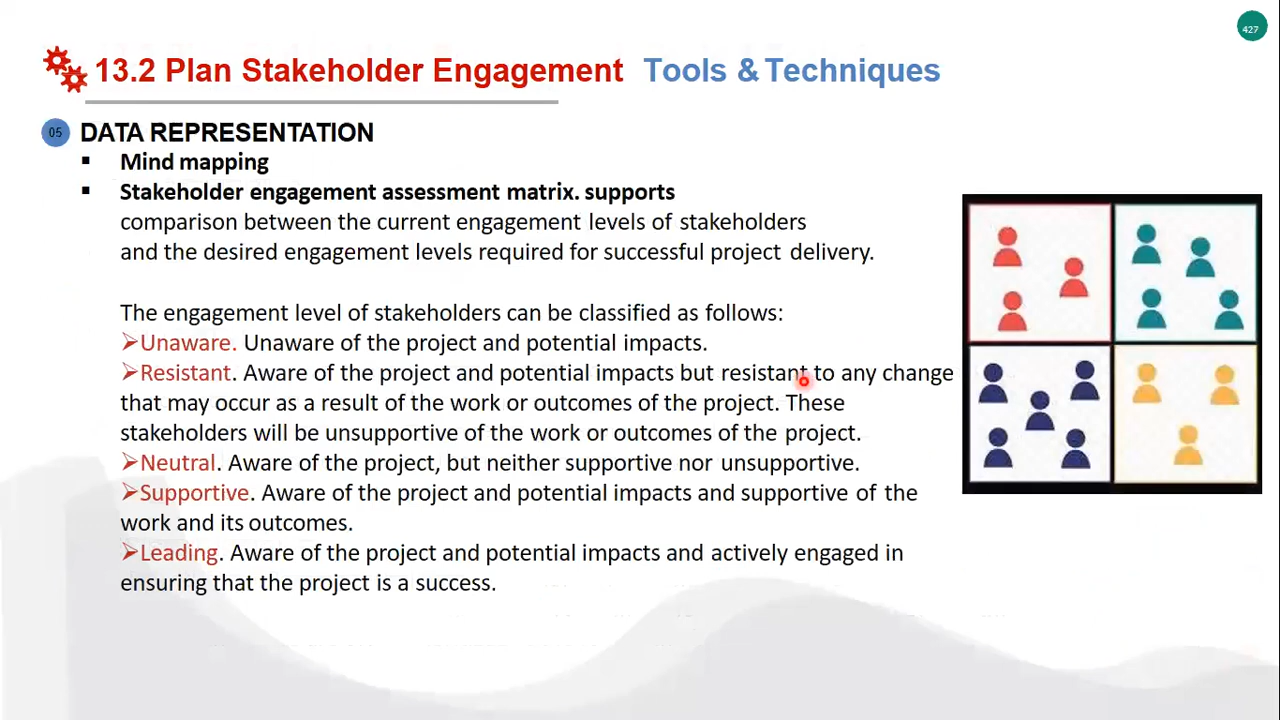 427
13.2 Plan Stakeholder Engagement Tools & Techniques
05 DATA REPRESENTATION
▪ Mind mapping
▪ Stakeholder engagement assessment matrix. supports
comparison between the current engagement levels of stakeholders
and the desired engagement levels required for successful project delivery.
The engagement level of stakeholders can be classified as follows:
➢Unaware. Unaware of the project and potential impacts.
➢Resistant. Aware of the project and potential impacts but resistant to any change
that may occur as a result of the work or outcomes of the project. These
stakeholders will be unsupportive of the work or outcomes of the project.
➢Neutral. Aware of the project, but neither supportive nor unsupportive.
➢Supportive. Aware of the project and potential impacts and supportive of the
work and its outcomes.
➢Leading. Aware of the project and potential impacts and actively engaged in
ensuring that the project is a success.